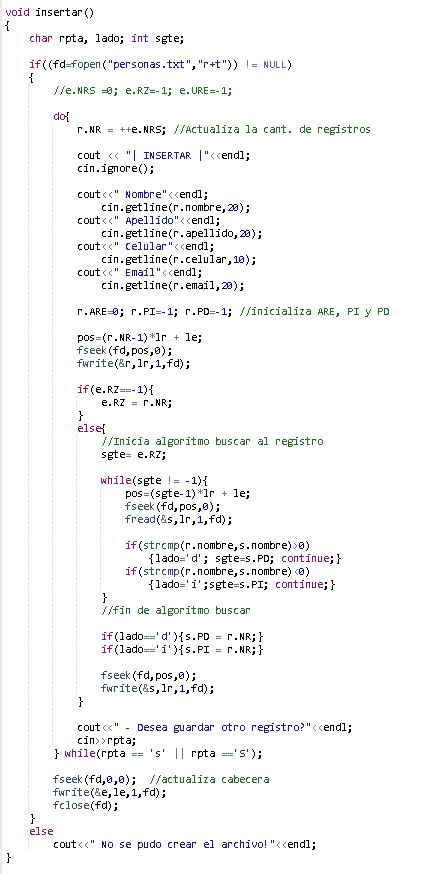 void insertar()
{
    char rpta, lado; int sgte;

    if((fd=fopen("personas.txt","r+t")) != NULL)
    {
        //e.NRS =0; e.RZ=-1; e.URE=-1;

        do{
            r.NR = ++e.NRS; //Actualiza la cant. de registros

            cout << "| INSERTAR |"<<endl;
            cin.ignore();

            cout<<" Nombre"<<endl;
                cin.getline(r.nombre,20);
            cout<<" Apellido"<<endl;
                cin.getline(r.apellido,20);
            cout<<" Celular"<<endl;
                cin.getline(r.celular,10);
            cout<<" Email"<<endl;
                cin.getline(r.email,20);

            r.ARE=0; r.PI=-1; r.PD=-1; //inicializa ARE, PI y PD

            pos=(r.NR-1)*lr + le;
            fseek(fd,pos,0);
            fwrite(&r,lr,1,fd);

            if(e.RZ==-1){
                e.RZ = r.NR;
            }
            else{
                //Inicia algoritmo buscar al registro
                sgte= e.RZ;

                while(sgte != -1){
                    pos=(sgte-1)*lr + le;
                    fseek(fd,pos,0);
                    fread(&s,lr,1,fd);

                    if(strcmp(r.nombre,s.nombre)>0)
                        {lado='d'; sgte=s.PD; continue;}
                    if(strcmp(r.nombre,s.nombre)<0)
                        {lado='i';sgte=s.PI; continue;}
                }
                //fin de algoritmo buscar

                if(lado=='d'){s.PD = r.NR;}
                if(lado=='i'){s.PI = r.NR;}

                fseek(fd,pos,0);
                fwrite(&s,lr,1,fd);
            }

            cout<<" - Desea guardar otro registro?"<<endl;
            cin>>rpta;
        } while(rpta == 's' || rpta =='S');

        fseek(fd,0,0);  //actualiza cabecera
        fwrite(&e,le,1,fd);
        fclose(fd);
    }
    else
        cout<<" No se pudo crear el archivo!"<<endl;
}